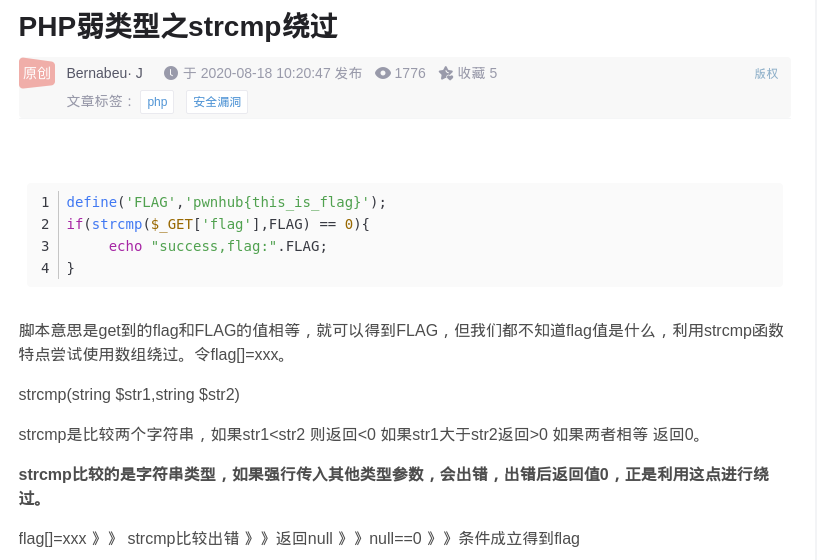 PHP弱类型之strcmp绕过
原创 Bernabeu· J 于 2020-08-18 10:20:47 发布 1776 收藏 5 版权
文章标签： php 安全漏洞
1 define('FLAG','pwnhub{this_is_flag}');
2 if(strcmp($_GET['flag'],FLAG) == 0){
3 echo "success,flag:".FLAG;
4 }
脚本意思是get到的flag和FLAG的值相等，就可以得到FLAG，但我们都不知道flag值是什么，利用strcmp函数
特点尝试使用数组绕过。令flag[]=xxx。
strcmp(string $str1,string $str2)
strcmp是比较两个字符串，如果str1<str2 则返回<0 如果str1大于str2返回>0 如果两者相等 返回0。
strcmp比较的是字符串类型，如果强行传入其他类型参数，会出错，出错后返回值0，正是利用这点进行绕
过。
flag[]=xxx 》》 strcmp比较出错 》》返回null 》》null==0 》》条件成立得到flag